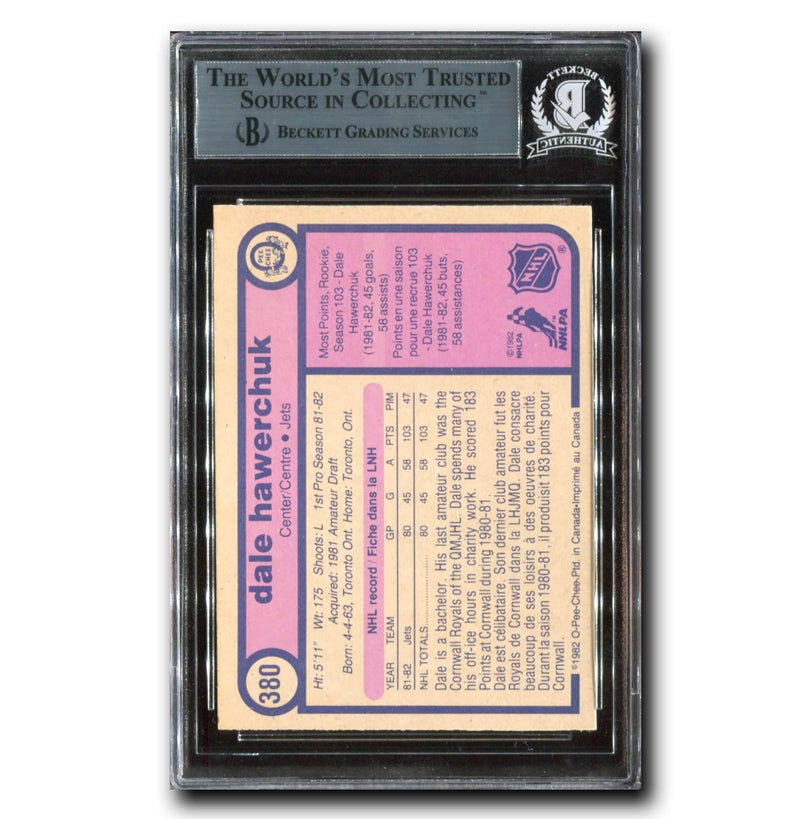 THE WORLD'S MOST TRUSTED
SOURCE IN COLLECTING™
B BECKETT GRADING SERVICES
BECKETT
B
AUTHENTIC
380
dale hawerchuk
Center/Centre • Jets
O
PEE
CHEE
Ht: 5'11" Wt: 175 Shoots: L 1st Pro Season 81-82
Acquired: 1981 Amateur Draft
Born: 4-4-63, Toronto Ont. Home: Toronto, Ont.
NHL record / Fiche dans la LNH
YEAR TEAM GP G A PTS PIM
81-82 Jets 80 45 58 103 47
NHL TOTALS 80 45 58 103 47
Dale is a bachelor. His last amateur club was the
Cornwall Royals of the QMJHL. Dale spends many of
his off-ice hours in charity work. He scored 183
Points at Cornwall during 1980-81.
Dale est célibataire. Son dernier club amateur fut les
Royals de Cornwall dans la LHJMQ. Dale consacre
beaucoup de ses loisirs à des oeuvres de charité.
Durant la saison 1980-81, il produisit 183 points pour
Cornwall.
©1982 O-Pee-Chee Ptd. in Canada•Imprimé au Canada
Most Points, Rookie,
Season 103 - Dale
Hawerchuk
(1981-82, 45 goals,
58 assists)
Points en une saison
pour une recrue 103
- Dale Hawerchuk
(1981-82, 45 buts,
58 assistances)
©1982
NHLPA
NHLPA™
NHL
®